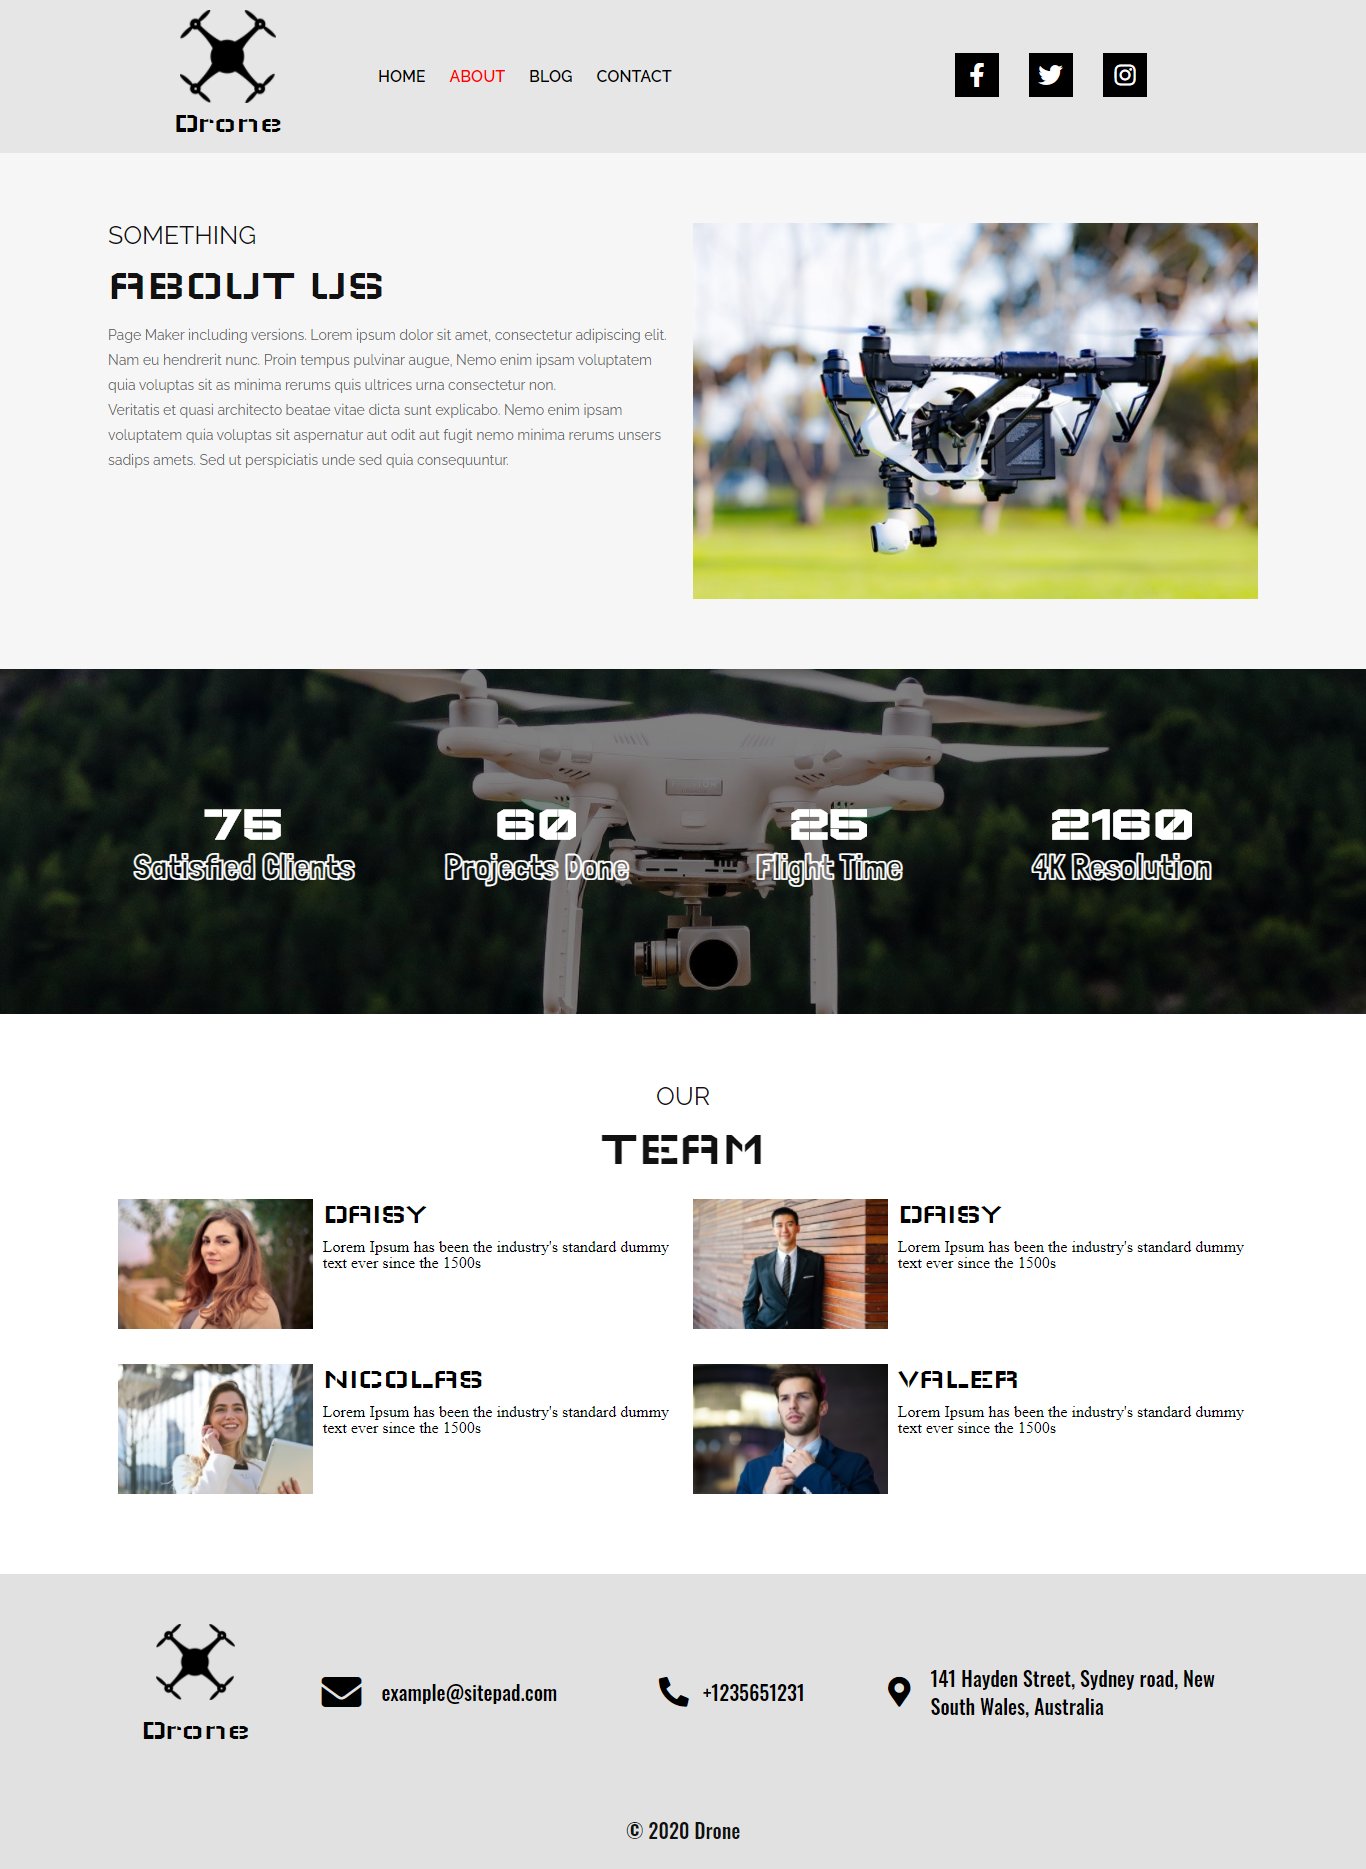 Drone
HOME ABOUT BLOG CONTACT
SOMETHING
ABOUT US
Page Maker including versions. Lorem ipsum dolor sit amet, consectetur adipiscing elit.
Nam eu hendrerit nunc. Proin tempus pulvinar augue, Nemo enim ipsam voluptatem
quia voluptas sit as minima rerums quis ultrices urna consectetur non.
Veritatis et quasi architecto beatae vitae dicta sunt explicabo. Nemo enim ipsam
voluptatem quia voluptas sit aspernatur aut odit aut fugit nemo minima rerums unsers
sadips amets. Sed ut perspiciatis unde sed quia consequuntur.
75
Satisfied Clients
60
Projects Done
25
Flight Time
2160
4K Resolution
OUR
TEAM
DAISY
Lorem Ipsum has been the industry's standard dummy
text ever since the 1500s
DAISY
Lorem Ipsum has been the industry's standard dummy
text ever since the 1500s
NICOLAS
Lorem Ipsum has been the industry's standard dummy
text ever since the 1500s
VALER
Lorem Ipsum has been the industry's standard dummy
text ever since the 1500s
Drone
example@sitepad.com
+1235651231
141 Hayden Street, Sydney road, New
South Wales, Australia
© 2020 Drone